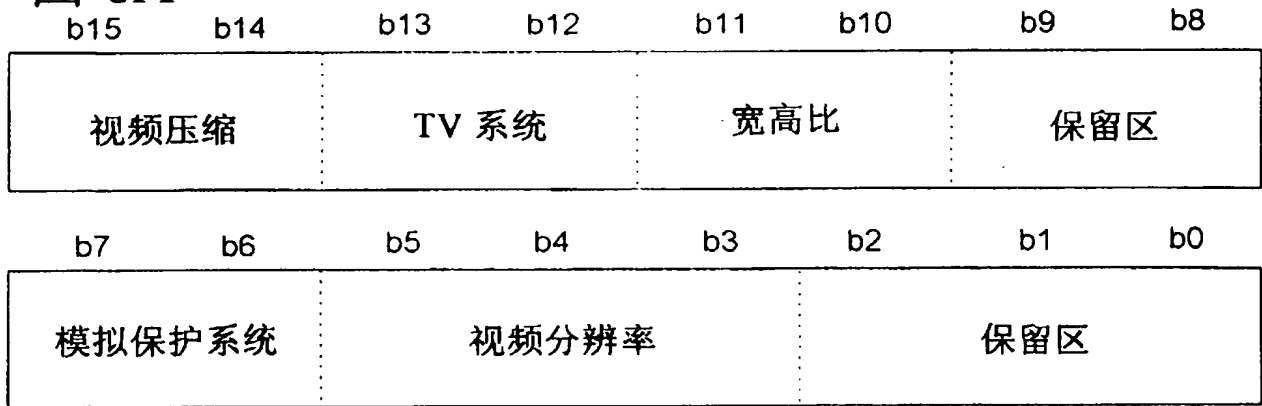 b15 b14 b13 b12 b11 b10 b9 b8
视频压缩 TV 系统 宽高比 保留区
b7 b6 b5 b4 b3 b2 b1 b0
模拟保护系统 视频分辨率 保留区